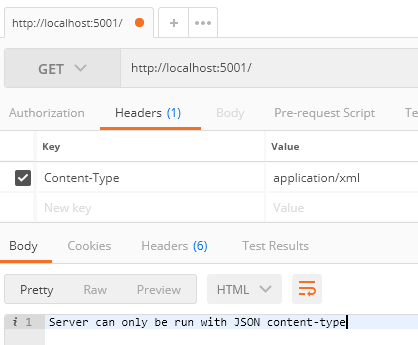 http://localhost:5001/
+
•••
GET http://localhost:5001/
Authorization Headers (1) Body Pre-request Script
Key Value
Content-Type application/xml
New key Value
Body Cookies Headers (6) Test Results
Pretty Raw Preview HTML
i 1 Server can only be run with JSON content-type